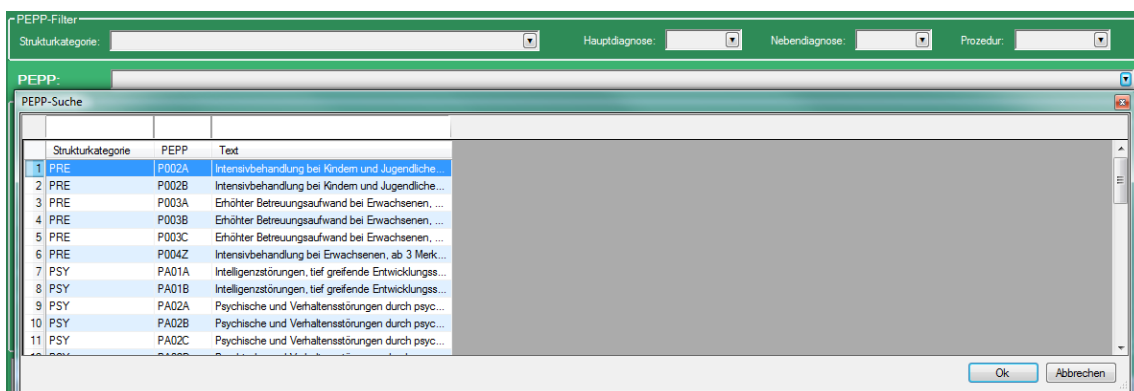 PEPP-Filter
Strukturkategorie: Hauptdiagnose: Nebendiagnose: Prozedur:
PEPP:
PEPP-Suche
Strukturkategorie PEPP Text
1 PRE P002A Intensivbehandlung bei Kindern und Jugendliche...
2 PRE P002B Intensivbehandlung bei Kindern und Jugendliche...
3 PRE P003A Erhöhter Betreuungsaufwand bei Erwachsenen, ...
4 PRE P003B Erhöhter Betreuungsaufwand bei Erwachsenen, ...
5 PRE P003C Erhöhter Betreuungsaufwand bei Erwachsenen, ...
6 PRE P004Z Intensivbehandlung bei Erwachsenen, ab 3 Merk...
7 PSY PA01A Intelligenzstörungen, tief greifende Entwicklungss...
8 PSY PA01B Intelligenzstörungen, tief greifende Entwicklungss...
9 PSY PA02A Psychische und Verhaltensstörungen durch psyc...
10 PSY PA02B Psychische und Verhaltensstörungen durch psyc...
11 PSY PA02C Psychische und Verhaltensstörungen durch psyc...
Ok Abbrechen